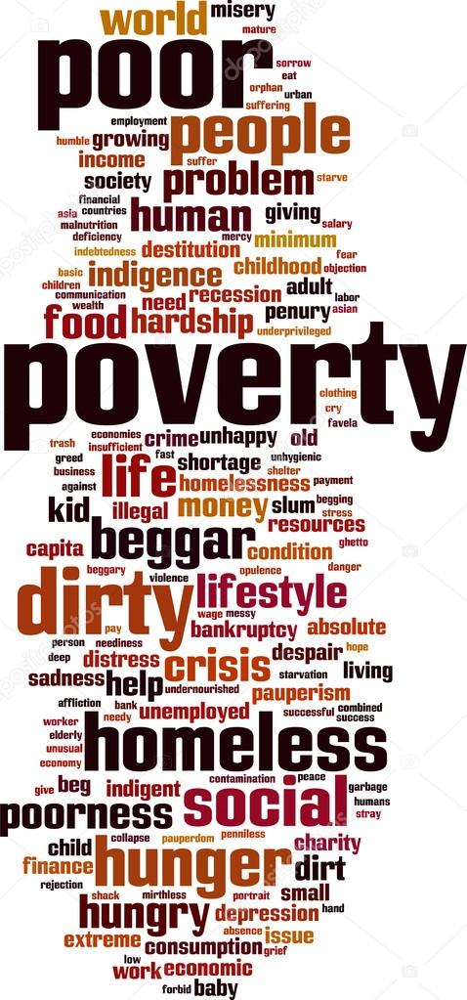 world misery
mature
poor
sorrow
eat
orphan urban
suffering
employment
people
humble growing
income suffer
society problem starve
financial
asia countries human giving salary
malnutrition
deficiency mercy minimum
indebtedness destitution fear
basic indigence childhood objection
children adult
communication recession labor
wealth need penury asian
food hardship underprivileged
poverty
clothing
cry
favela
economies crime unhappy old
trash insufficient
greed fast shortage unhygienic
business life shelter
against homelessness payment
kid illegal money slum begging
stress
resources
beggar ghetto
capita condition
beggary violence opulence danger
dirty lifestyle
wage messy
pay bankruptcy absolute
person neediness despair hope
deep distress crisis
sadness help undernourished starvation living
pauperism
affliction bank unemployed successful combined
needy success
worker homeless
elderly
unusual
economy
contamination peace
give beg indigent social garbage
humans
poorness stray
collapse pauperdom penniless
child charity
finance hunger dirt
rejection
shack mirthless portrait small
hungry depression hand
absence
extreme consumption issue
grief
low
work economic
forbid baby
depositphotos